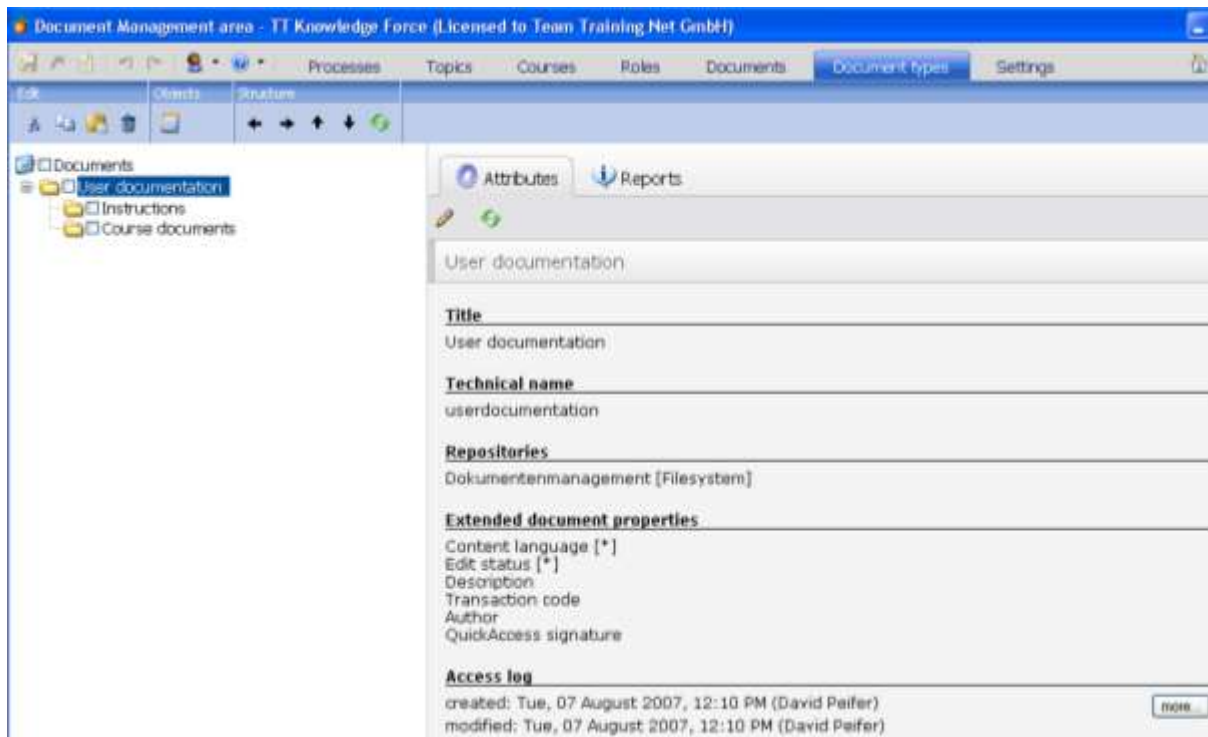 Document Management area - TT Knowledge Force (Licensed to Team Training Net GmbH)
Processes Topics Courses Roles Documents Document types Settings
Edit Objects Structure
Documents
User documentation
Instructions
Course documents
Attributes Reports
User documentation
Title
User documentation
Technical name
userdocumentation
Repositories
Dokumentenmanagement [Filesystem]
Extended document properties
Content language [*]
Edit status [*]
Description
Transaction code
Author
QuickAccess signature
Access log
created: Tue, 07 August 2007, 12:10 PM (David Peifer)
more...
modified: Tue, 07 August 2007, 12:10 PM (David Peifer)